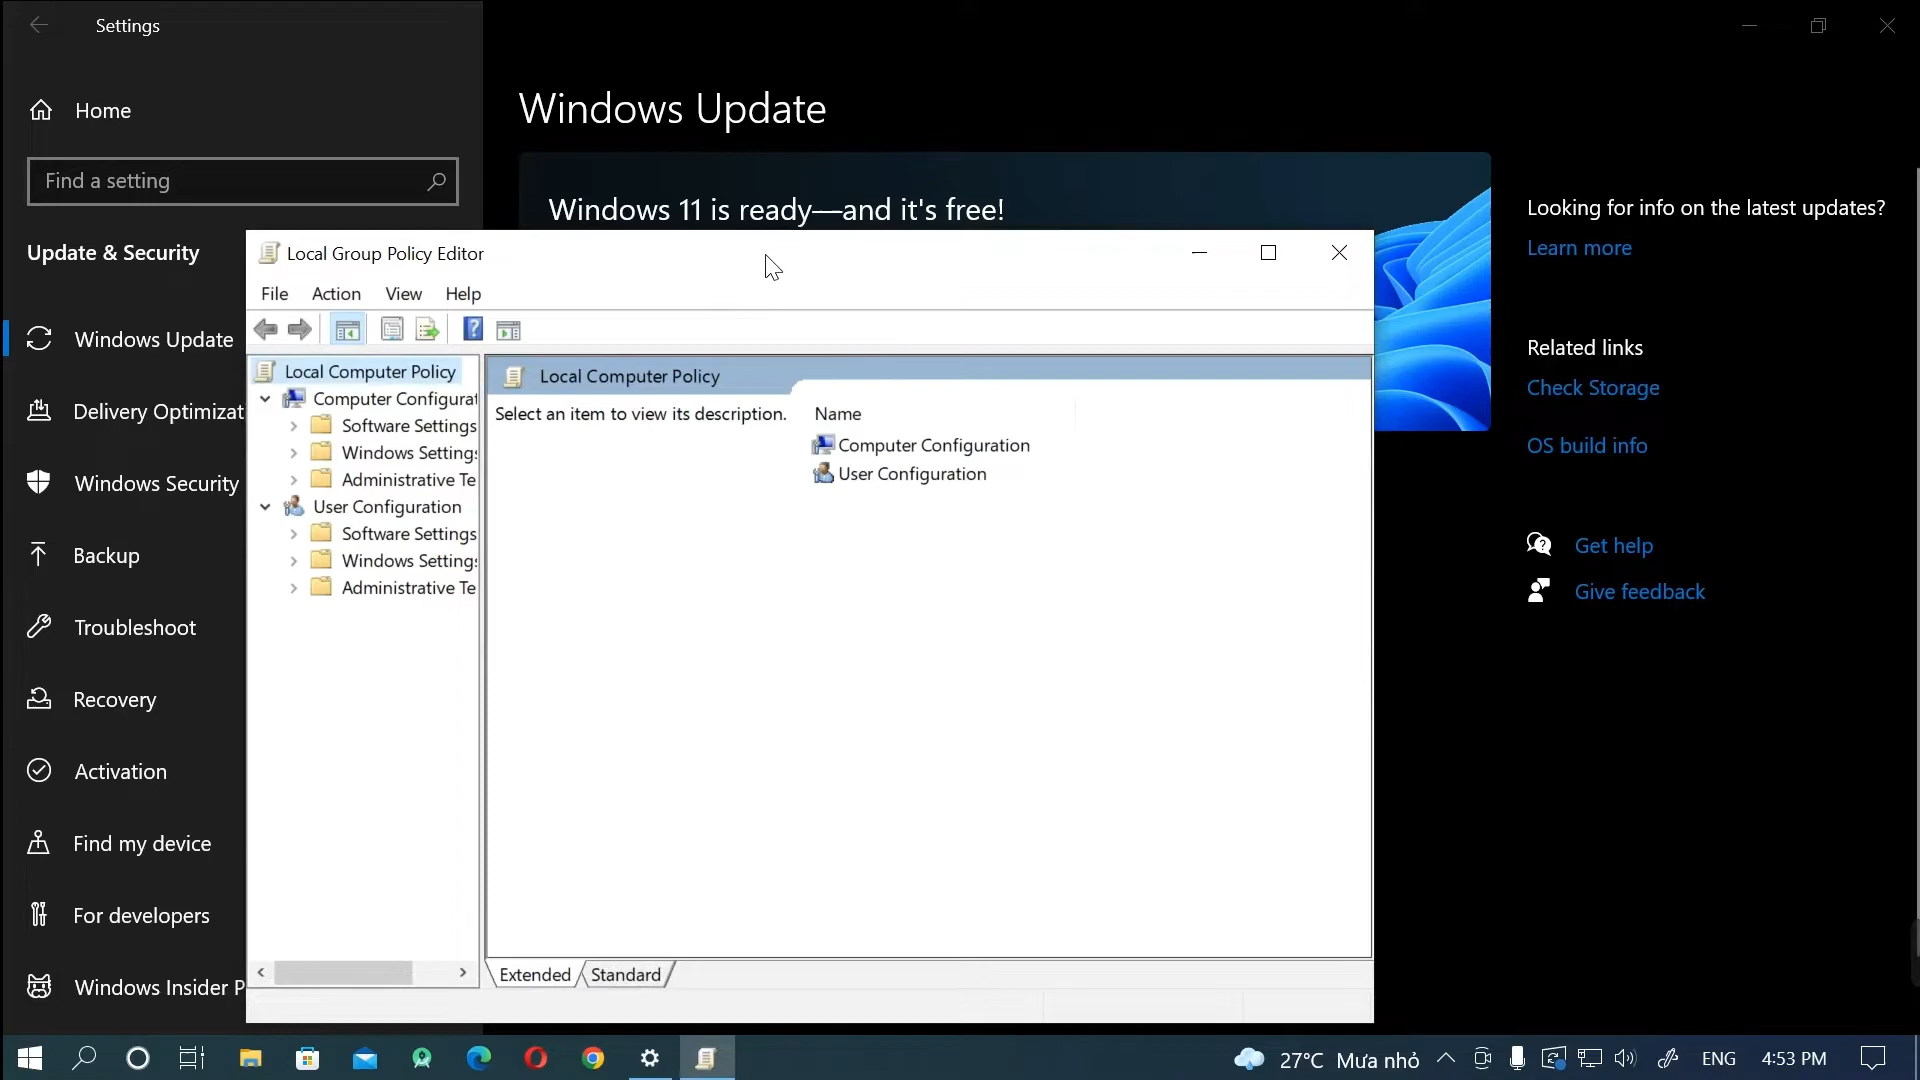 Settings
Home
Find a setting
Update & Security
Windows Update
Delivery Optimizat
Windows Security
Backup
Troubleshoot
Recovery
Activation
Find my device
For developers
Windows Insider P
Windows Update
Windows 11 is ready—and it's free!
Looking for info on the latest updates?
Learn more
Related links
Check Storage
OS build info
Get help
Give feedback
Local Group Policy Editor
File Action View Help
Local Computer Policy
Computer Configurat
Software Settings
Windows Settings
Administrative Te
User Configuration
Software Settings
Windows Settings
Administrative Te
Local Computer Policy
Select an item to view its description.
Name
Computer Configuration
User Configuration
Extended Standard
27°C Mưa nhỏ ENG 4:53 PM